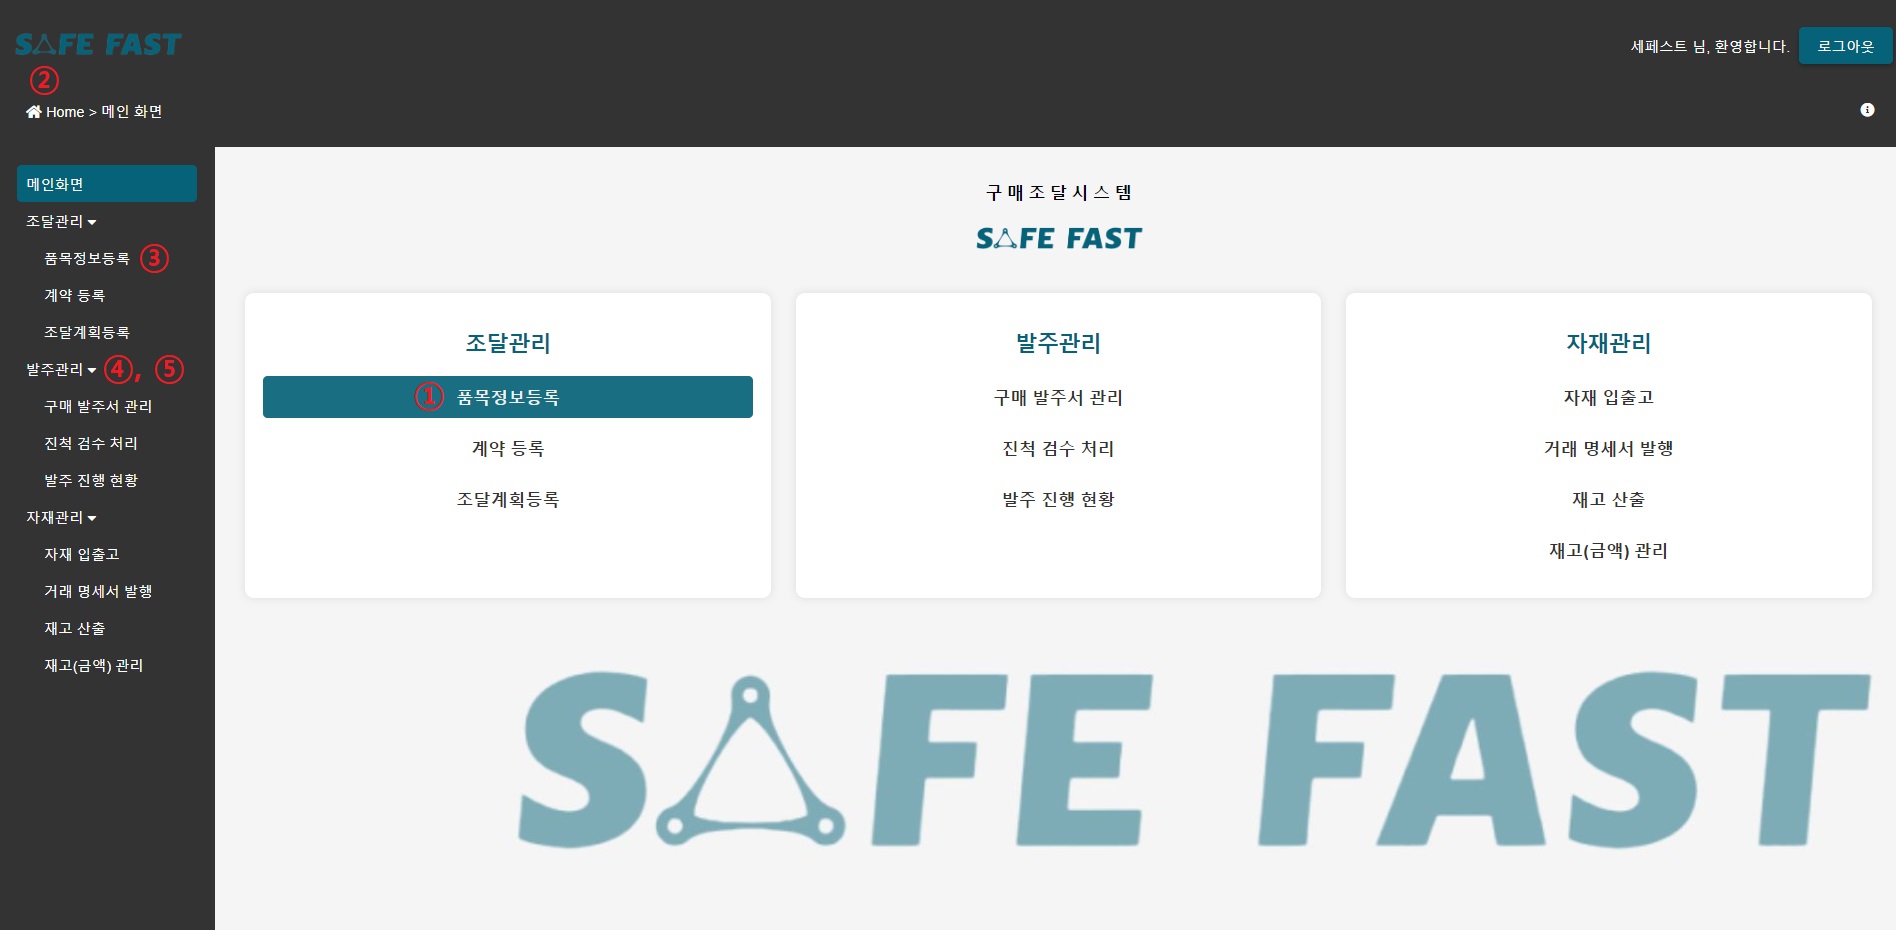 SAFE FAST
세페스트 님, 환영합니다.
로그아웃
②
Home > 메인 화면
메인화면
조달관리
품목정보등록 ③
계약 등록
조달계획등록
발주관리 ④, ⑤
구매 발주서 관리
진척 검수 처리
발주 진행 현황
자재관리
자재 입출고
거래 명세서 발행
재고 산출
재고(금액) 관리
구매조달시스템
SAFE FAST
조달관리
① 품목정보등록
계약 등록
조달계획등록
발주관리
구매 발주서 관리
진척 검수 처리
발주 진행 현황
자재관리
자재 입출고
거래 명세서 발행
재고 산출
재고(금액) 관리
SAFE FAST